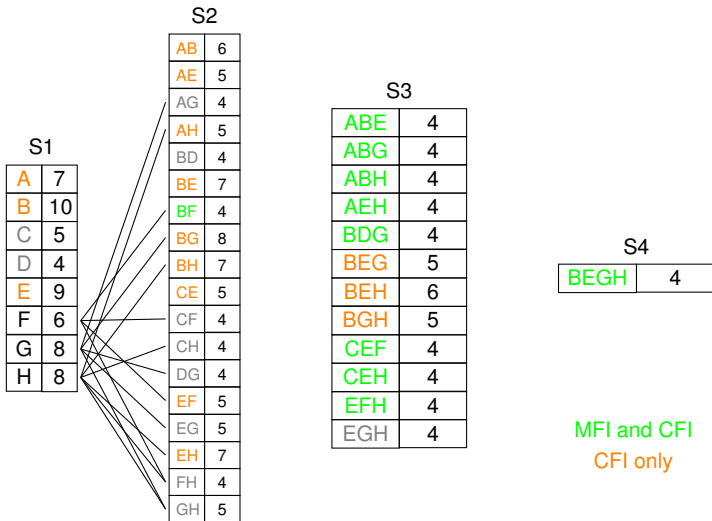 S1
A 7
B 10
C 5
D 4
E 9
F 6
G 8
H 8
S2
AB 6
AE 5
AG 4
AH 5
BD 4
BE 7
BF 4
BG 8
BH 7
CE 5
CF 4
CH 4
DG 4
EF 5
EG 5
EH 7
FH 4
GH 5
S3
ABE 4
ABG 4
ABH 4
AEH 4
BDG 4
BEG 5
BEH 6
BGH 5
CEF 4
CEH 4
EFH 4
EGH 4
S4
BEGH 4
MFI and CFI
CFI only